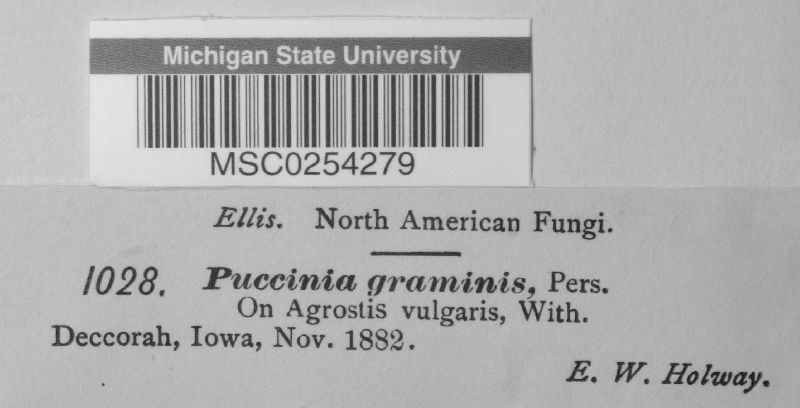 Michigan State University
MSC0254279
Ellis. North American Fungi.
1028. Puccinia graminis, Pers.
On Agrostis vulgaris, With.
Deccorah, Iowa, Nov. 1882.
E. W. Holway.